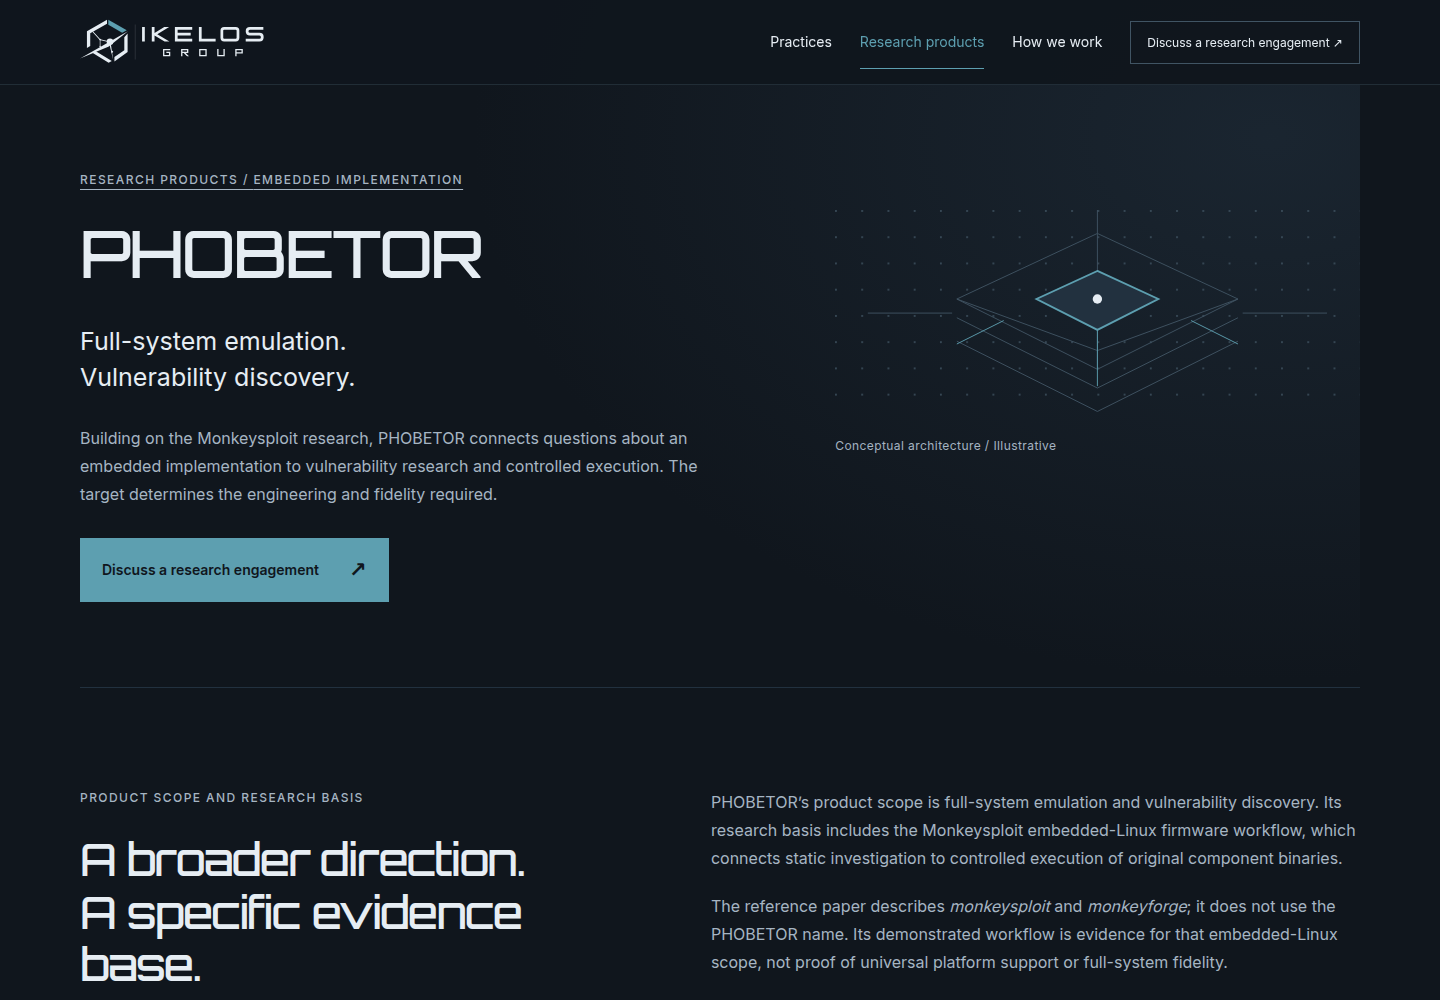 IKELOS
GROUP
Practices
Research products
How we work
Discuss a research engagement ↗
RESEARCH PRODUCTS / EMBEDDED IMPLEMENTATION
PHOBETOR
Full-system emulation.
Vulnerability discovery.
Building on the Monkeysploit research, PHOBETOR connects questions about an
embedded implementation to vulnerability research and controlled execution. The
target determines the engineering and fidelity required.
Discuss a research engagement ↗
Conceptual architecture / Illustrative
PRODUCT SCOPE AND RESEARCH BASIS
A broader direction.
A specific evidence
base.
PHOBETOR’s product scope is full-system emulation and vulnerability discovery. Its
research basis includes the Monkeysploit embedded-Linux firmware workflow, which
connects static investigation to controlled execution of original component binaries.
The reference paper describes monkeysploit and monkeyforge; it does not use the
PHOBETOR name. Its demonstrated workflow is evidence for that embedded-Linux
scope, not proof of universal platform support or full-system fidelity.